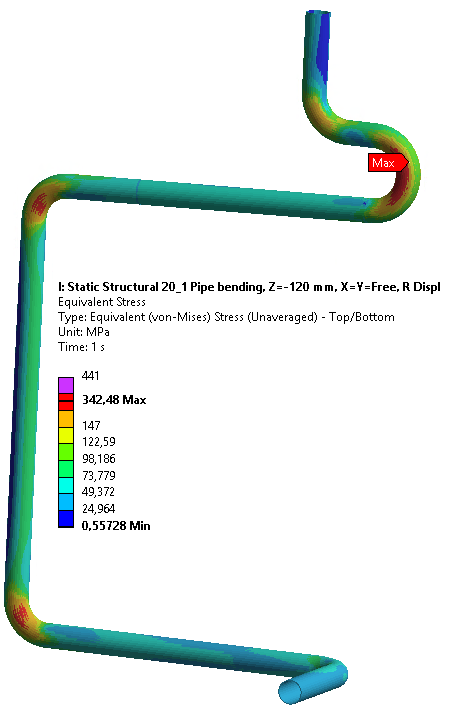 Max
I: Static Structural 20_1 Pipe bending, Z=-120 mm, X=Y=Free, R Displ
Equivalent Stress
Type: Equivalent (von-Mises) Stress (Unaveraged) - Top/Bottom
Unit: MPa
Time: 1 s
441
342,48 Max
147
122,59
98,186
73,779
49,372
24,964
0,55728 Min